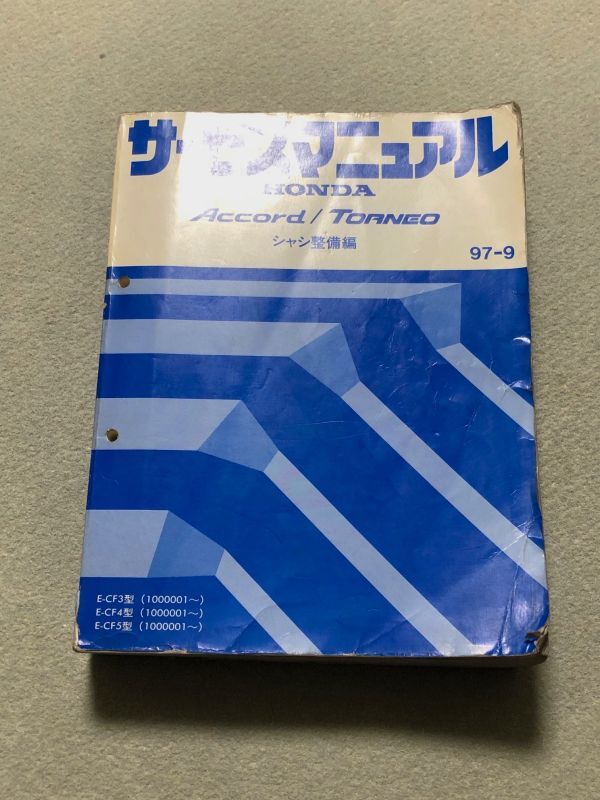 サービスマニュアル
HONDA
Accord / TORNEO
シャシ整備編
97-9
E-CF3型 (1000001~)
E-CF4型 (1000001~)
E-CF5型 (1000001~)